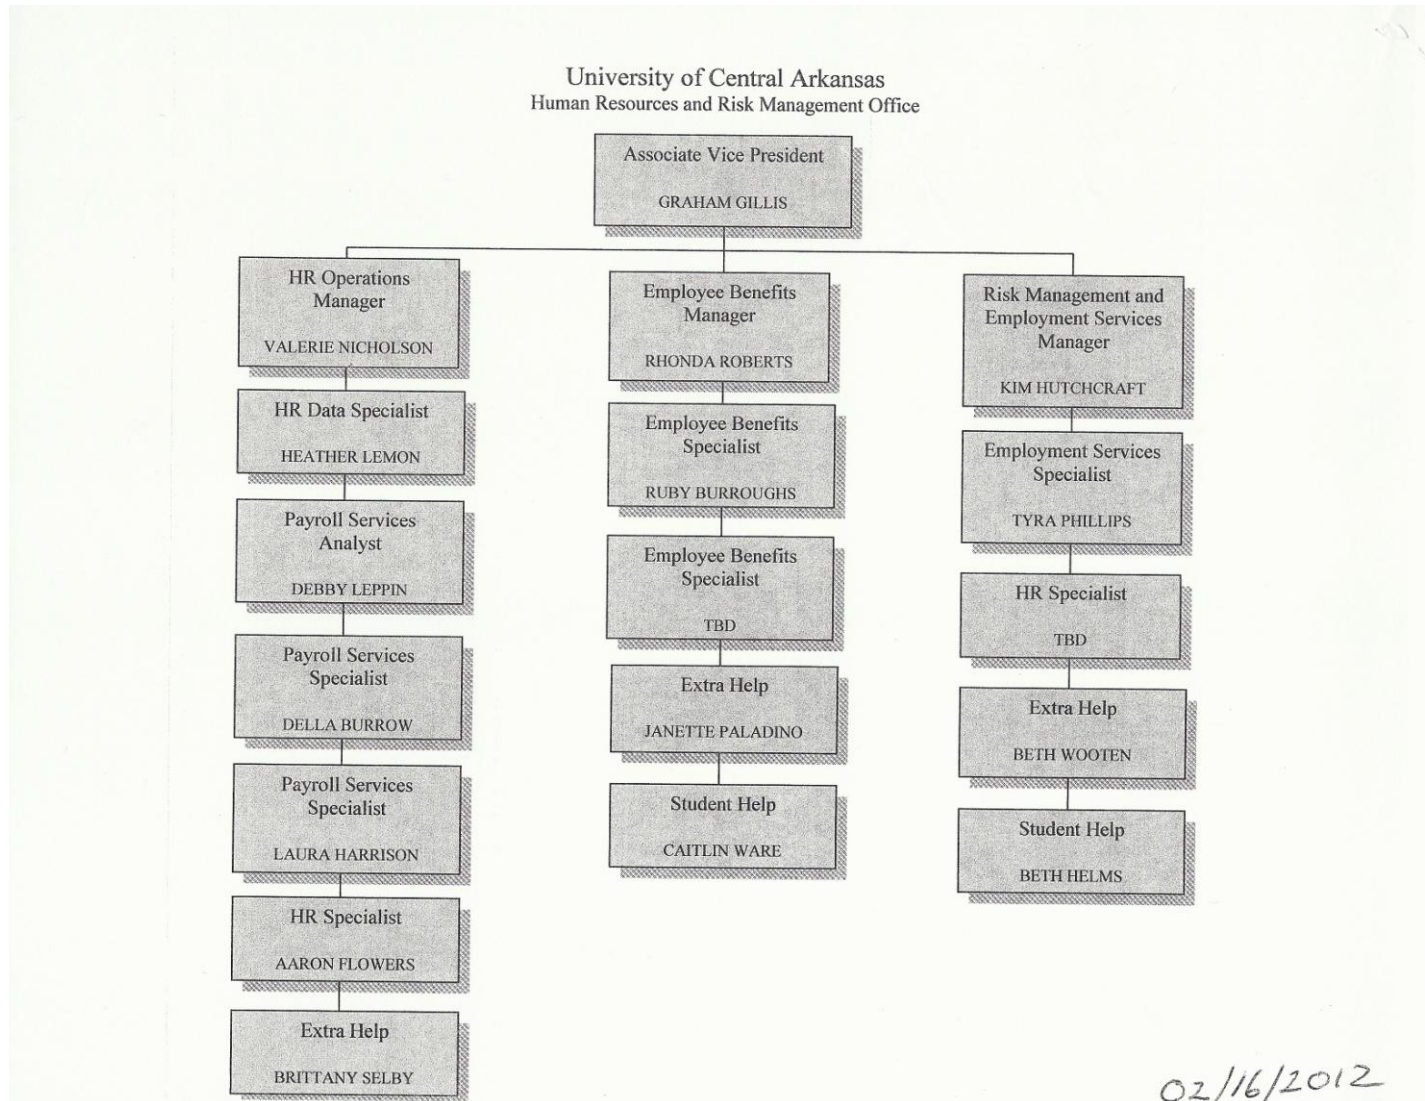 University of Central Arkansas
Human Resources and Risk Management Office
Associate Vice President
GRAHAM GILLIS
HR Operations
Manager
VALERIE NICHOLSON
HR Data Specialist
HEATHER LEMON
Payroll Services
Analyst
DEBBY LEPPIN
Payroll Services
Specialist
DELLA BURROW
Payroll Services
Specialist
LAURA HARRISON
HR Specialist
AARON FLOWERS
Extra Help
BRITTANY SELBY
Employee Benefits
Manager
RHONDA ROBERTS
Employee Benefits
Specialist
RUBY BURROUGHS
Employee Benefits
Specialist
TBD
Extra Help
JANETTE PALADINO
Student Help
CAITLIN WARE
Risk Management and
Employment Services
Manager
KIM HUTCHCRAFT
Employment Services
Specialist
TYRA PHILLIPS
HR Specialist
TBD
Extra Help
BETH WOOTEN
Student Help
BETH HELMS
02/16/2012